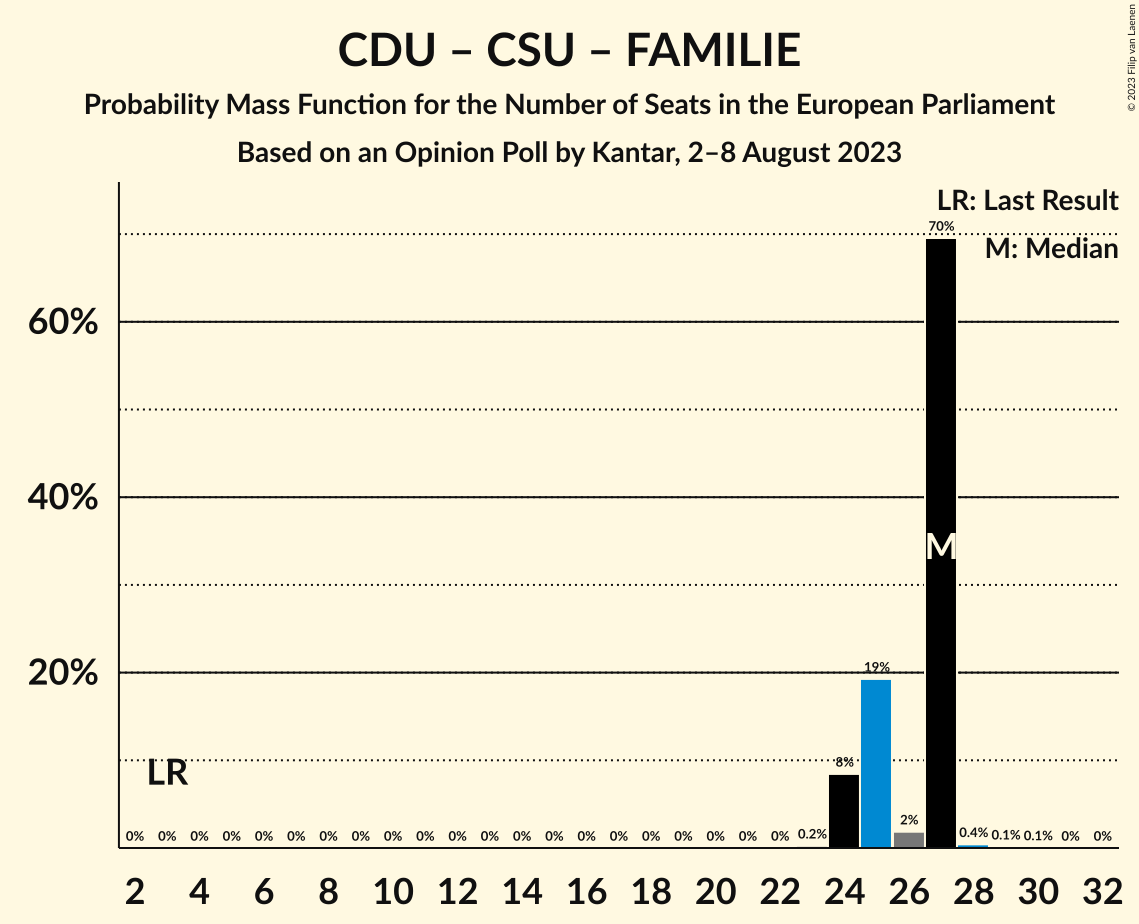 CDU – CSU – FAMILIE
Probability Mass Function for the Number of Seats in the European Parliament
Based on an Opinion Poll by Kantar, 2–8 August 2023
© 2023 Filip van Laenen
LR: Last Result
M: Median
70%
60%
40%
M
20%
19%
LR
8%
2%
0% 0% 0% 0% 0% 0% 0% 0% 0% 0% 0% 0% 0% 0% 0% 0% 0% 0% 0% 0% 0% 0.2% 0.4% 0.1% 0.1% 0% 0%
2 4 6 8 10 12 14 16 18 20 22 24 26 28 30 32